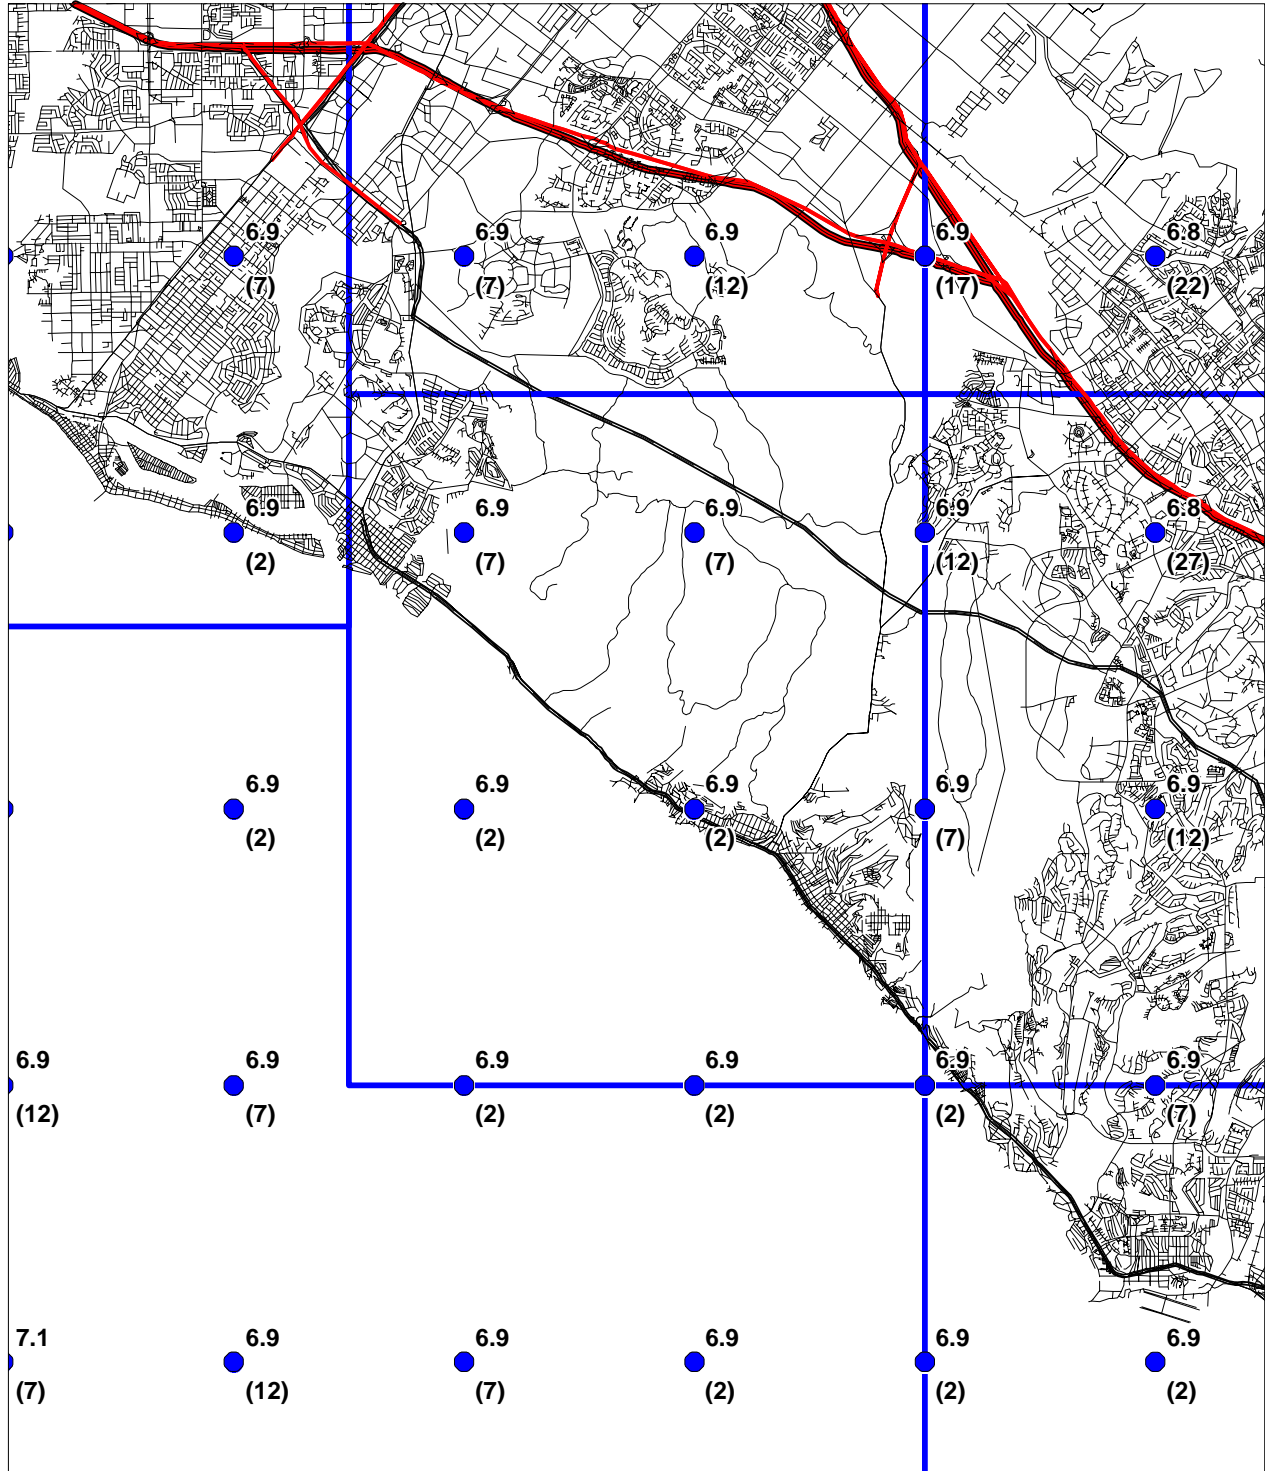 6.9 6.9 6.9 6.9 6.8
(7) (7) (12) (17) (22)
6.9 6.9 6.9 6.9 6.8
(2) (7) (7) (12) (27)
6.9 6.9 6.9 6.9 6.9
(2) (2) (2) (7) (12)
6.9 6.9 6.9 6.9 6.9 6.9
(12) (7) (2) (2) (2) (7)
7.1 6.9 6.9 6.9 6.9 6.9
(7) (12) (7) (2) (2) (2)